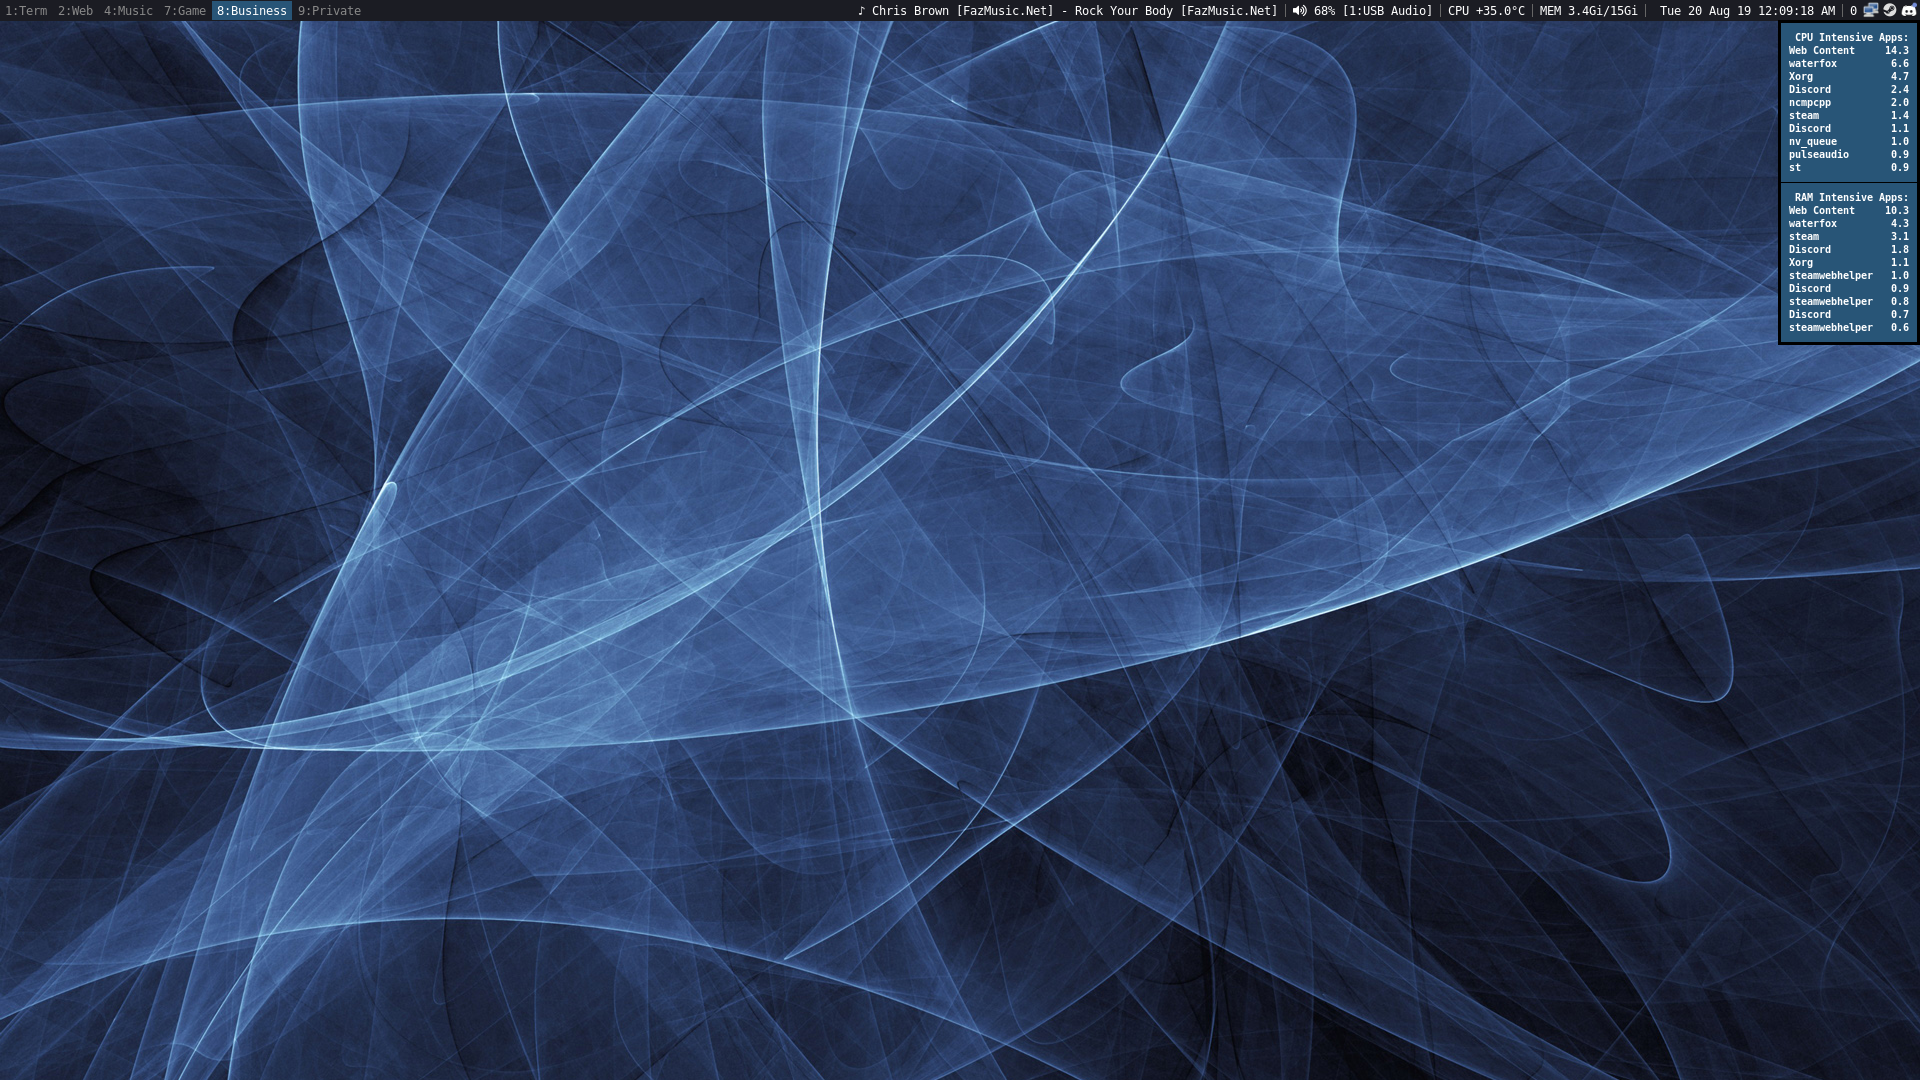 1:Term 2:Web 4:Music 7:Game 8:Business 9:Private ♪ Chris Brown [FazMusic.Net] - Rock Your Body [FazMusic.Net] 68% [1:USB Audio] CPU +35.0°C MEM 3.4Gi/15Gi Tue 20 Aug 19 12:09:18 AM 0
CPU Intensive Apps:
Web Content 14.3
waterfox 6.6
Xorg 4.7
Discord 2.4
ncmpcpp 2.0
steam 1.4
Discord 1.1
nv_queue 1.0
pulseaudio 0.9
st 0.9
RAM Intensive Apps:
Web Content 10.3
waterfox 4.3
steam 3.1
Discord 1.8
Xorg 1.1
steamwebhelper 1.0
Discord 0.9
steamwebhelper 0.8
Discord 0.7
steamwebhelper 0.6